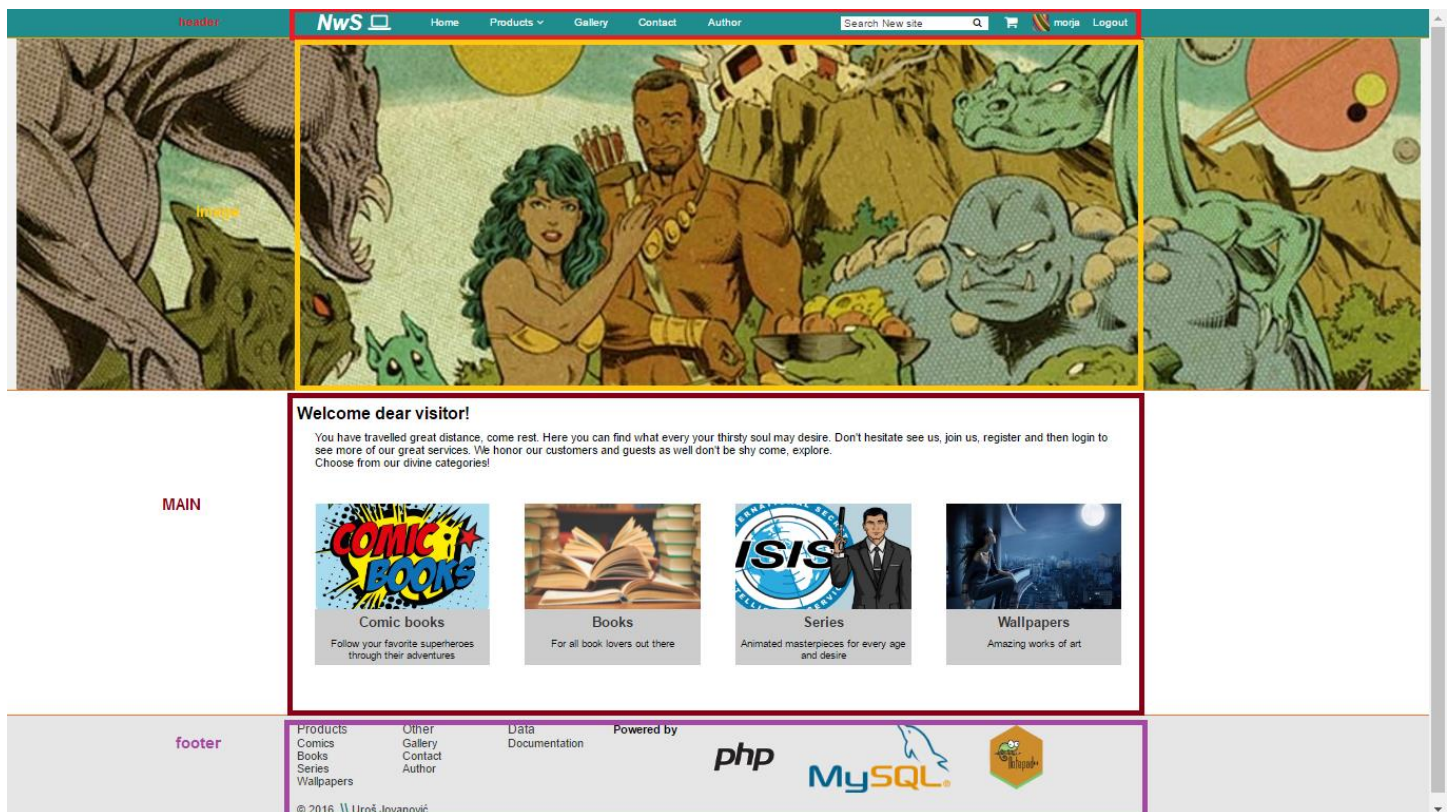 header
NwS Home Products Gallery Contact Author Search New site morja Logout
image
Welcome dear visitor!
You have travelled great distance, come rest. Here you can find what every your thirsty soul may desire. Don't hesitate see us, join us, register and then login to
see more of our great services. We honor our customers and guests as well don't be shy come, explore.
Choose from our divine categories!
MAIN
COMIC BOOKS
ISIS
Comic books
Follow your favorite superheroes
through their adventures
Books
For all book lovers out there
Series
Animated masterpieces for every age
and desire
Wallpapers
Amazing works of art
footer
Products Other Data Powered by
Comics Gallery Documentation
Books Contact
Series Author
Wallpapers
php
MySQL
Notepad++
© 2016 \\ Uroš Jovanović